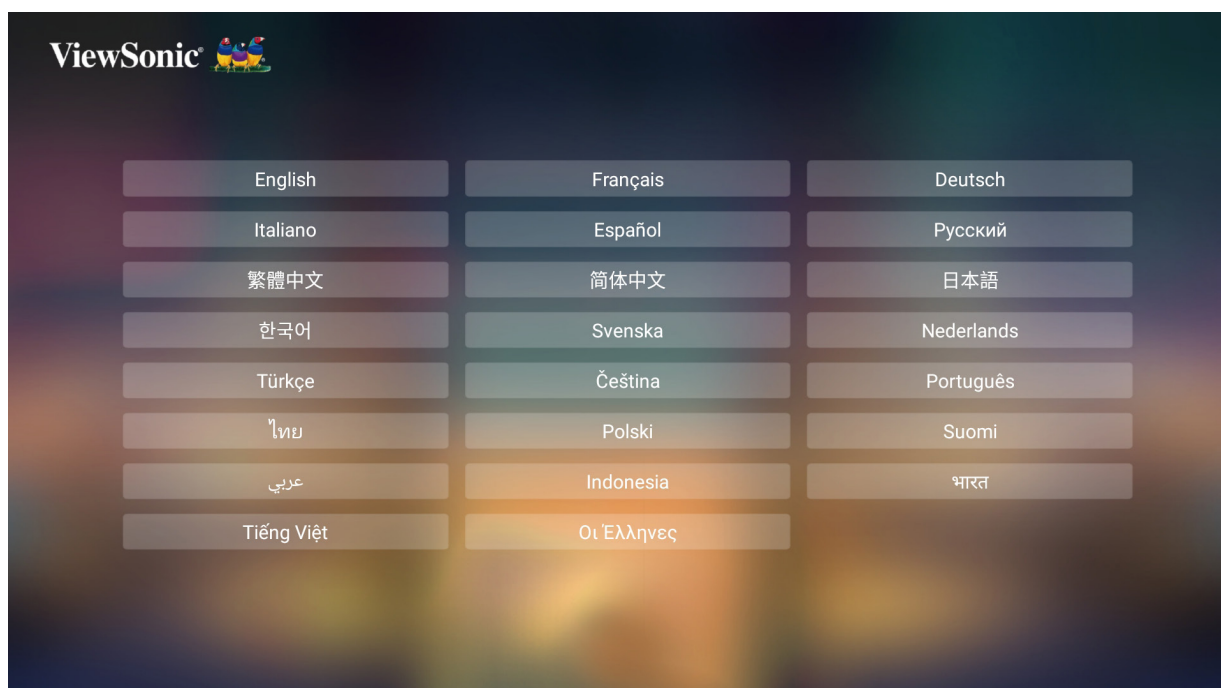 ViewSonic®
English Français Deutsch
Italiano Español Русский
繁體中文 简体中文 日本語
한국어 Svenska Nederlands
Türkçe Čeština Português
ไทย Polski Suomi
عربي Indonesia भारत
Tiếng Việt Οι Έλληνες